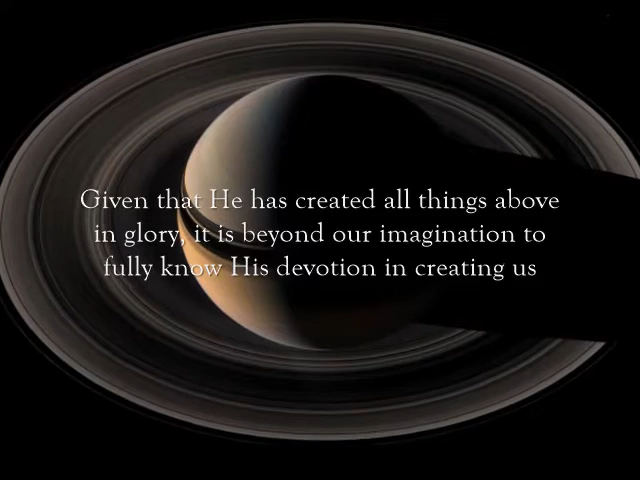 Given that He has created all things above
in glory, it is beyond our imagination to
fully know His devotion in creating us